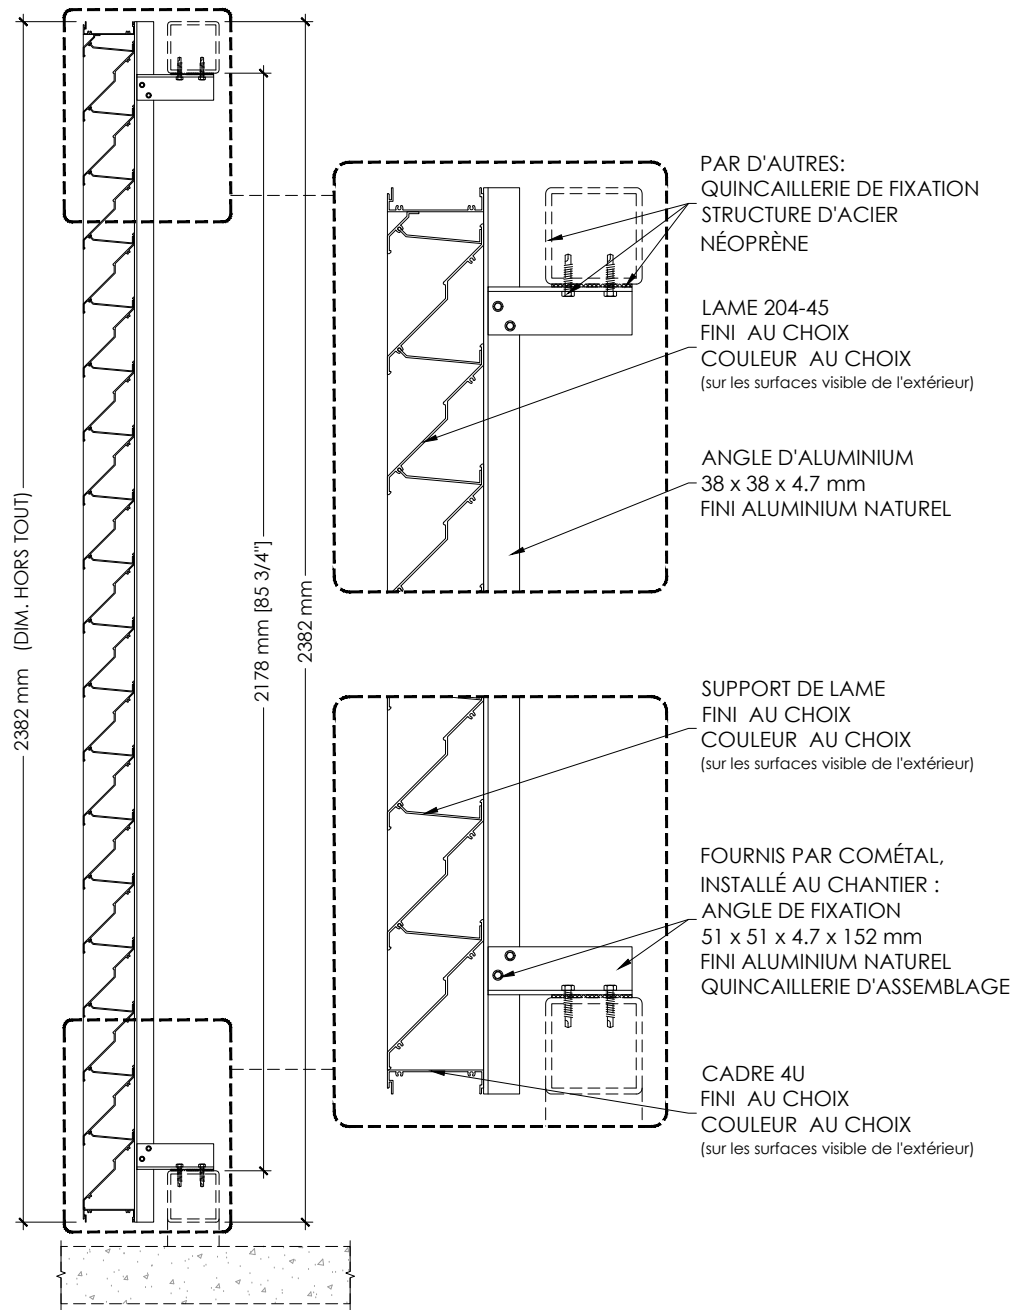 PAR D'AUTRES:
QUINCAILLERIE DE FIXATION
STRUCTURE D'ACIER
NÉOPRÈNE
LAME 204-45
FINI AU CHOIX
COULEUR AU CHOIX
(sur les surfaces visible de l'extérieur)
ANGLE D'ALUMINIUM
38 x 38 x 4.7 mm
FINI ALUMINIUM NATUREL
2382 mm (DIM. HORS TOUT)
2178 mm [85 3/4"]
2382 mm
SUPPORT DE LAME
FINI AU CHOIX
COULEUR AU CHOIX
(sur les surfaces visible de l'extérieur)
FOURNIS PAR COMÉTAL,
INSTALLÉ AU CHANTIER :
ANGLE DE FIXATION
51 x 51 x 4.7 x 152 mm
FINI ALUMINIUM NATUREL
QUINCAILLERIE D'ASSEMBLAGE
CADRE 4U
FINI AU CHOIX
COULEUR AU CHOIX
(sur les surfaces visible de l'extérieur)